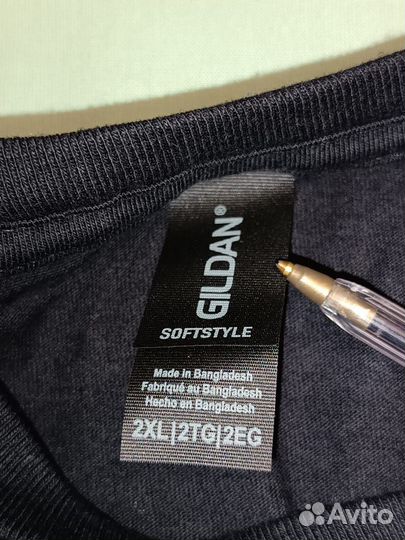 GILDAN®
SOFTSTYLE
Made in Bangladesh
Fabriqué au Bangladesh
Hecho en Bangladesh
2XL|2TG|2EG
Avito